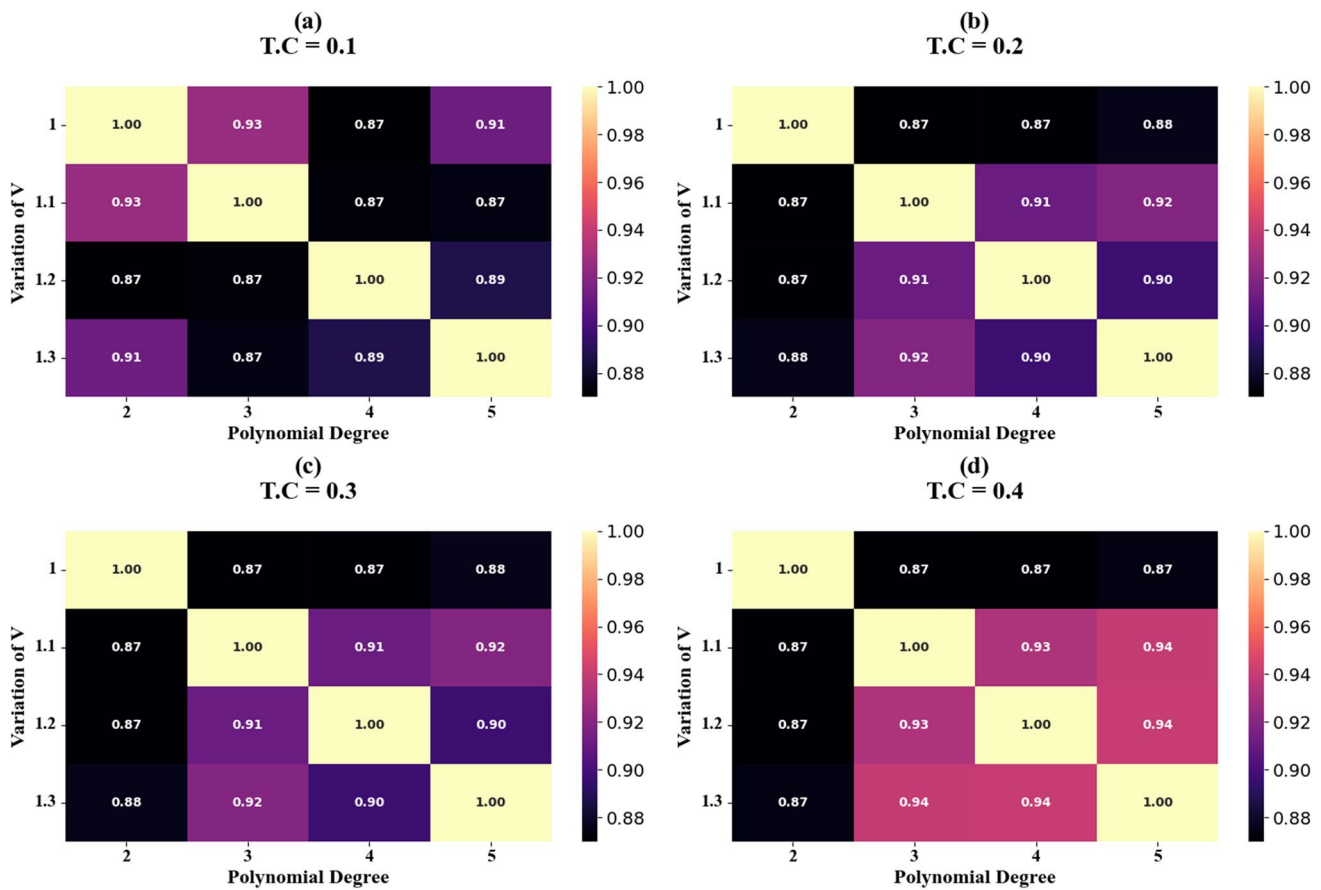 (a)
T.C = 0.1
1.00 0.93 0.87 0.91
0.93 1.00 0.87 0.87
0.87 0.87 1.00 0.89
0.91 0.87 0.89 1.00
1
1.1
1.2
1.3
Variation of V
2 3 4 5
Polynomial Degree
1.00
0.98
0.96
0.94
0.92
0.90
0.88
(b)
T.C = 0.2
1.00 0.87 0.87 0.88
0.87 1.00 0.91 0.92
0.87 0.91 1.00 0.90
0.88 0.92 0.90 1.00
1
1.1
1.2
1.3
Variation of V
2 3 4 5
Polynomial Degree
1.00
0.98
0.96
0.94
0.92
0.90
0.88
(c)
T.C = 0.3
1.00 0.87 0.87 0.88
0.87 1.00 0.91 0.92
0.87 0.91 1.00 0.90
0.88 0.92 0.90 1.00
1
1.1
1.2
1.3
Variation of V
2 3 4 5
Polynomial Degree
1.00
0.98
0.96
0.94
0.92
0.90
0.88
(d)
T.C = 0.4
1.00 0.87 0.87 0.87
0.87 1.00 0.93 0.94
0.87 0.93 1.00 0.94
0.87 0.94 0.94 1.00
1
1.1
1.2
1.3
Variation of V
2 3 4 5
Polynomial Degree
1.00
0.98
0.96
0.94
0.92
0.90
0.88